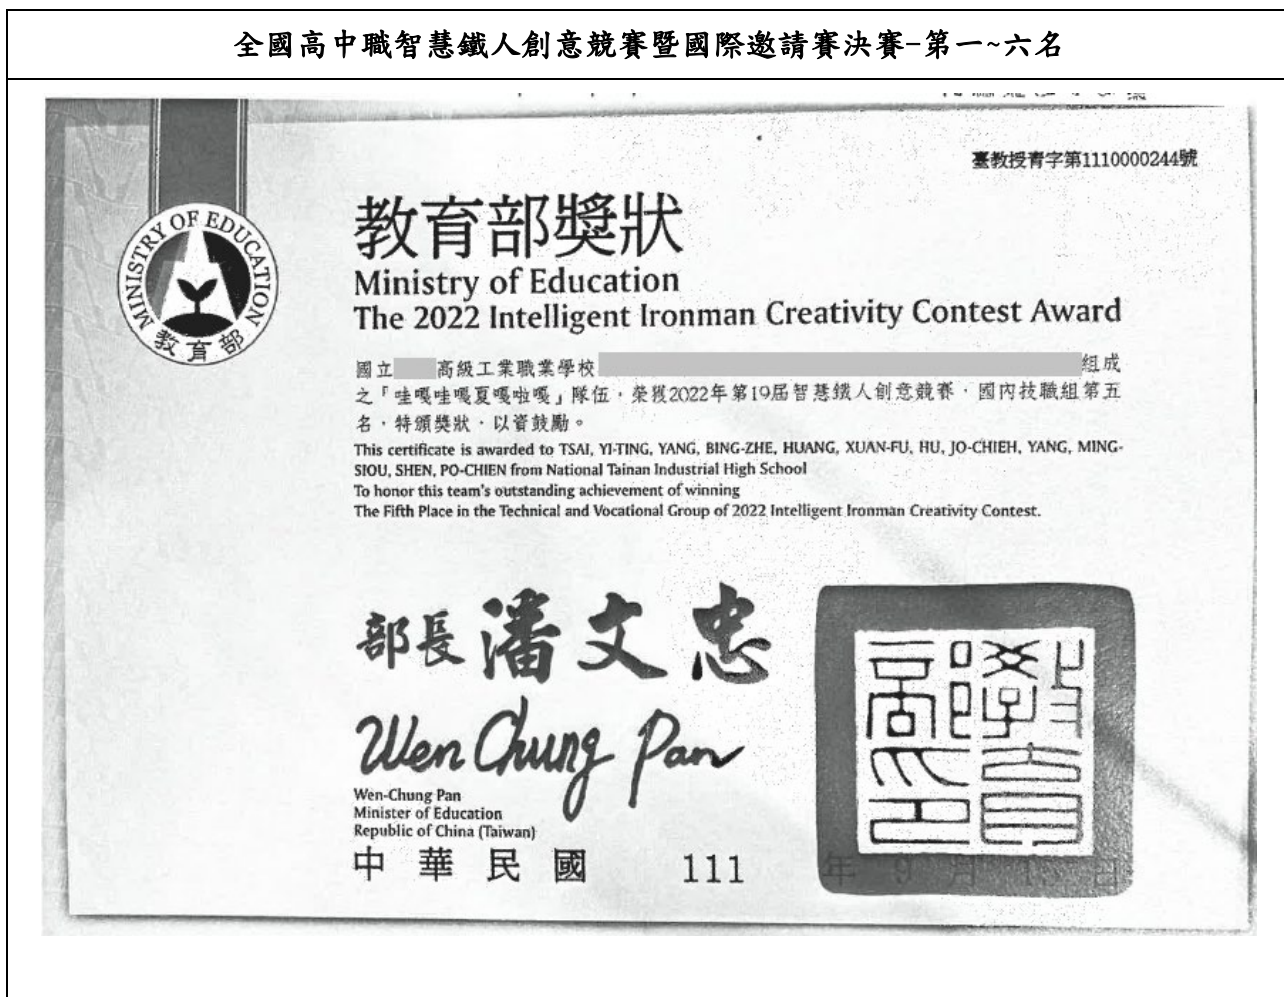 全國高中職智慧鐵人創意競賽暨國際邀請賽決賽-第一~六名
臺教授青字第1110000244號
MINISTRY OF EDUCATION
教育部
教育部獎狀
Ministry of Education
The 2022 Intelligent Ironman Creativity Contest Award
國立 高級工業職業學校 組成
之「哇嘎哇嘎夏嘎啦嘎」隊伍，榮獲2022年第19屆智慧鐵人創意競賽，國內技職組第五
名，特頒獎狀，以資鼓勵。
This certificate is awarded to TSAI, YI-TING, YANG, BING-ZHE, HUANG, XUAN-FU, HU, JO-CHIEH, YANG, MING-
SIOU, SHEN, PO-CHIEN from National Tainan Industrial High School
To honor this team's outstanding achievement of winning
The Fifth Place in the Technical and Vocational Group of 2022 Intelligent Ironman Creativity Contest.
部長 潘文忠
Wen Chung Pan
Wen-Chung Pan
Minister of Education
Republic of China (Taiwan)
教育部印
中華民國 111 年 9 月 日